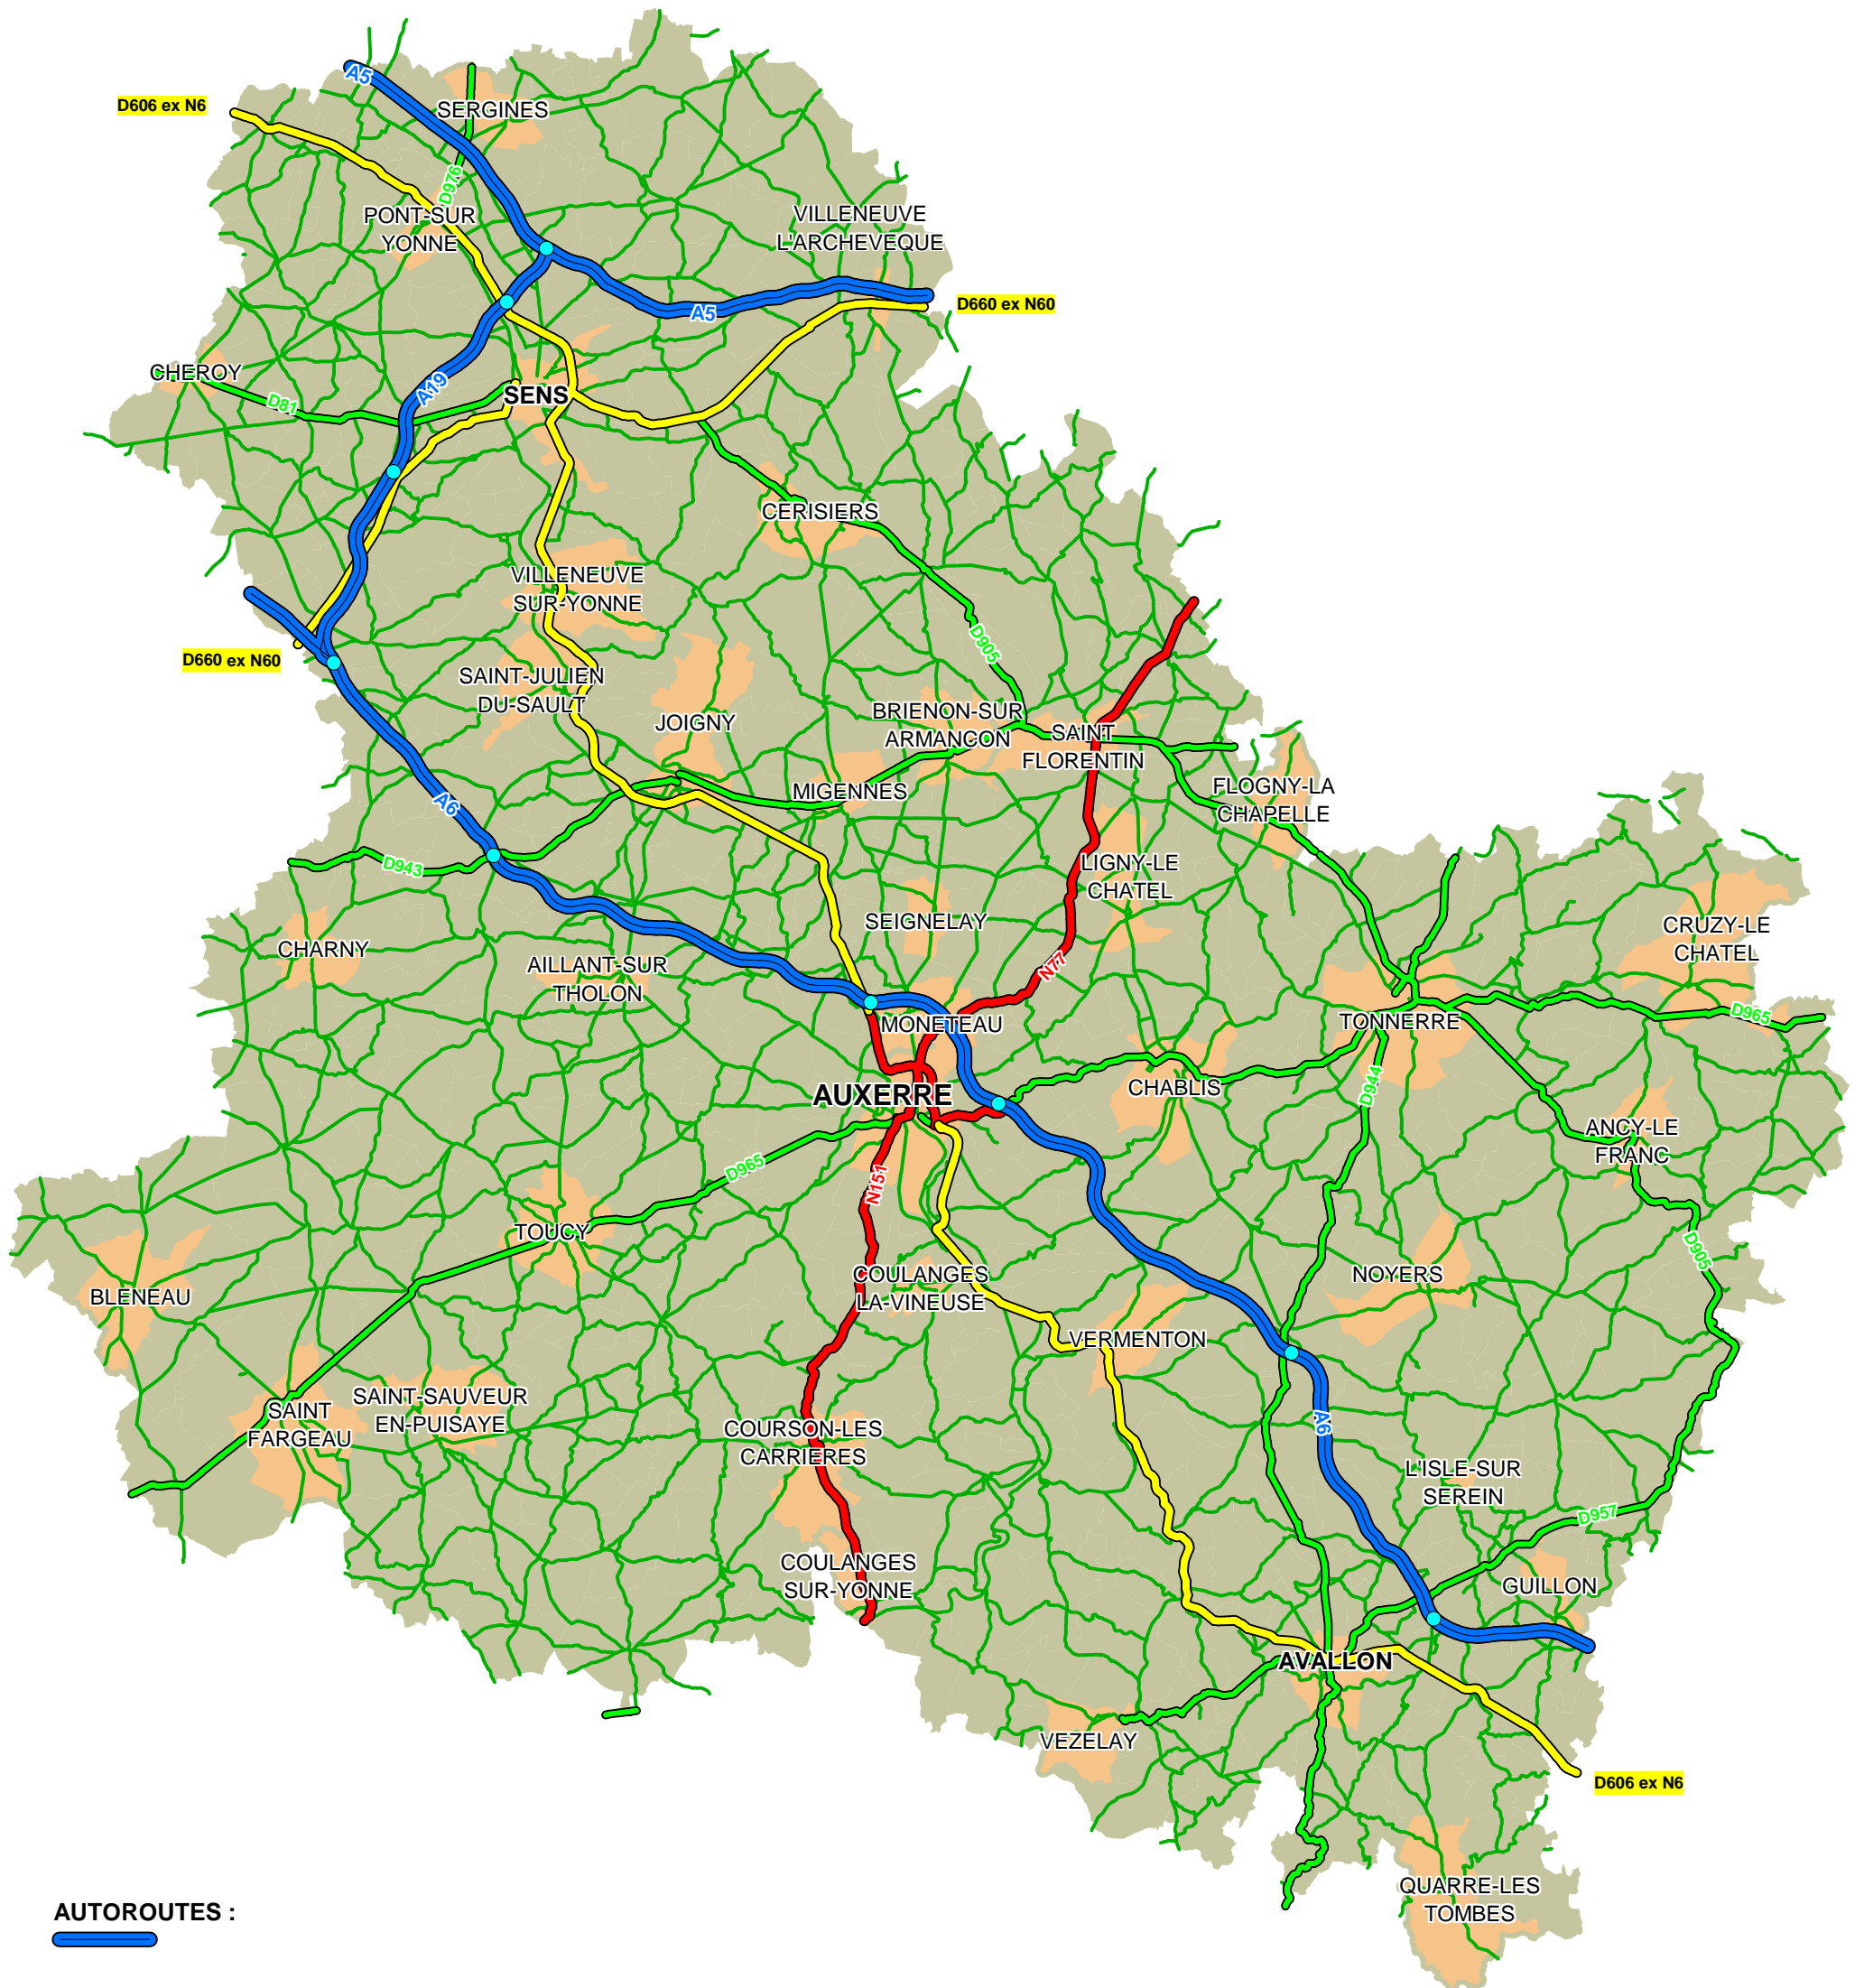 A5
D606 ex N6
SERGINES
D976
PONT-SUR
YONNE
VILLENEUVE
L'ARCHEVEQUE
D660 ex N60
A5
CHEROY
D81
A19
SENS
CERISIERS
VILLENEUVE
SUR-YONNE
D905
D660 ex N60
SAINT-JULIEN
DU-SAULT
JOIGNY
BRIENON-SUR
ARMANCON
SAINT
FLORENTIN
MIGENNES
FLOGNY-LA
CHAPELLE
A6
D943
LIGNY-LE
CHATEL
SEIGNELAY
CHARNY
AILLANT-SUR
THOLON
N77
CRUZY-LE
CHATEL
MONETEAU
TONNERRE
D965
AUXERRE
CHABLIS
D944
ANCY-LE
FRANC
D965
N151
TOUCY
D905
BLENEAU
COULANGES
LA-VINEUSE
NOYERS
VERMENTON
SAINT
FARGEAU
SAINT-SAUVEUR
EN-PUISAYE
COURSON-LES
CARRIERES
A6
L'ISLE-SUR
SEREIN
D957
COULANGES
SUR-YONNE
GUILLON
AVALLON
VEZELAY
D606 ex N6
QUARRE-LES
TOMBES
AUTOROUTES :